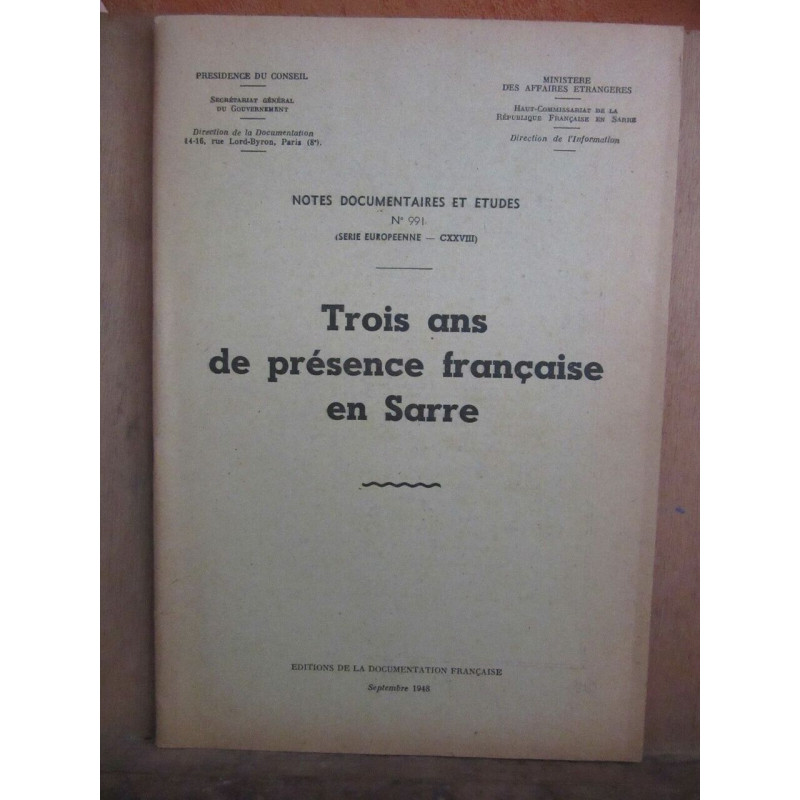 PRESIDENCE DU CONSEIL
SECRÉTARIAT GÉNÉRAL
DU GOUVERNEMENT
Direction de la Documentation
14-16, rue Lord-Byron, Paris (8e).
MINISTERE
DES AFFAIRES ETRANGERES
HAUT-COMMISSARIAT DE LA
RÉPUBLIQUE FRANÇAISE EN SARRE
Direction de l'Information
NOTES DOCUMENTAIRES ET ETUDES
N° 991
(SERIE EUROPEENNE — CXXVIII)
Trois ans
de présence française
en Sarre
EDITIONS DE LA DOCUMENTATION FRANÇAISE
Septembre 1948